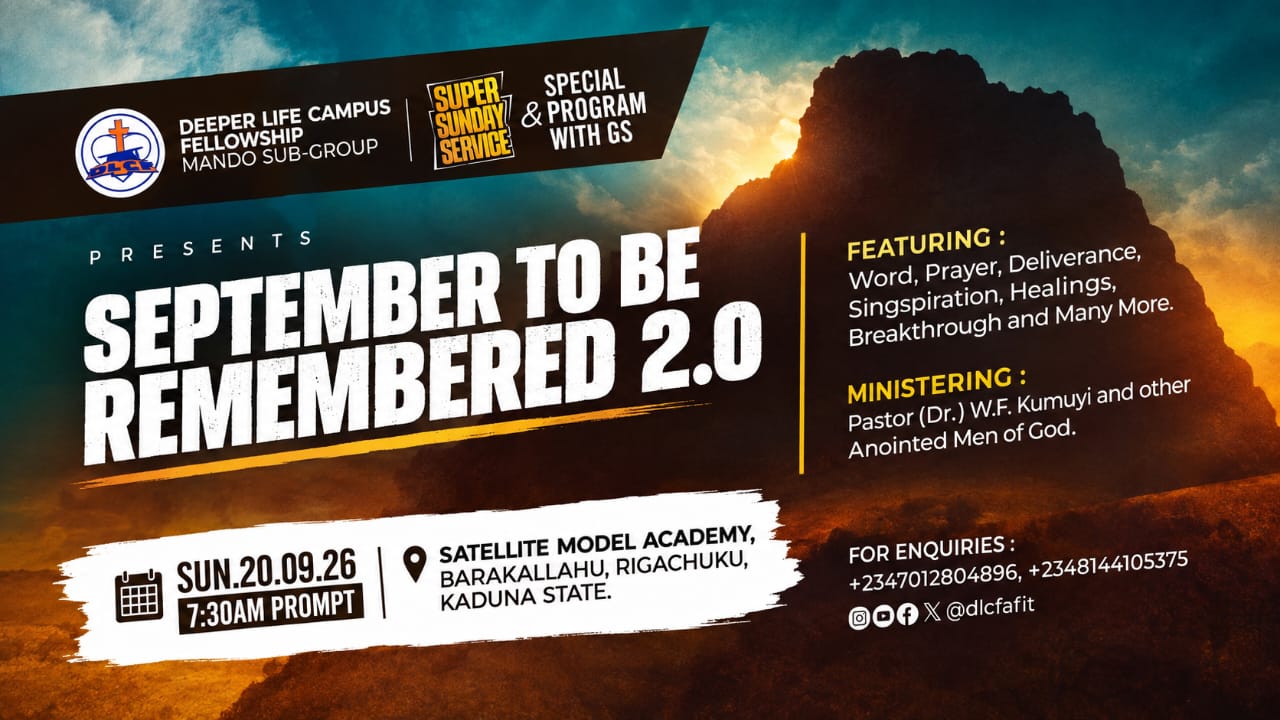 DLCF
DEEPER LIFE CAMPUS
FELLOWSHIP
MANDO SUB-GROUP
SUPER
SUNDAY
SERVICE
&
SPECIAL
PROGRAM
WITH GS
PRESENTS
SEPTEMBER TO BE
REMEMBERED 2.0
SUN.20.09.26
7:30AM PROMPT
SATELLITE MODEL ACADEMY,
BARAKALLAHU, RIGACHUKU,
KADUNA STATE.
FEATURING :
Word, Prayer, Deliverance,
Singspiration, Healings,
Breakthrough and Many More.
MINISTERING :
Pastor (Dr.) W.F. Kumuyi and other
Anointed Men of God.
FOR ENQUIRIES :
+2347012804896, +2348144105375
@dlcfafit